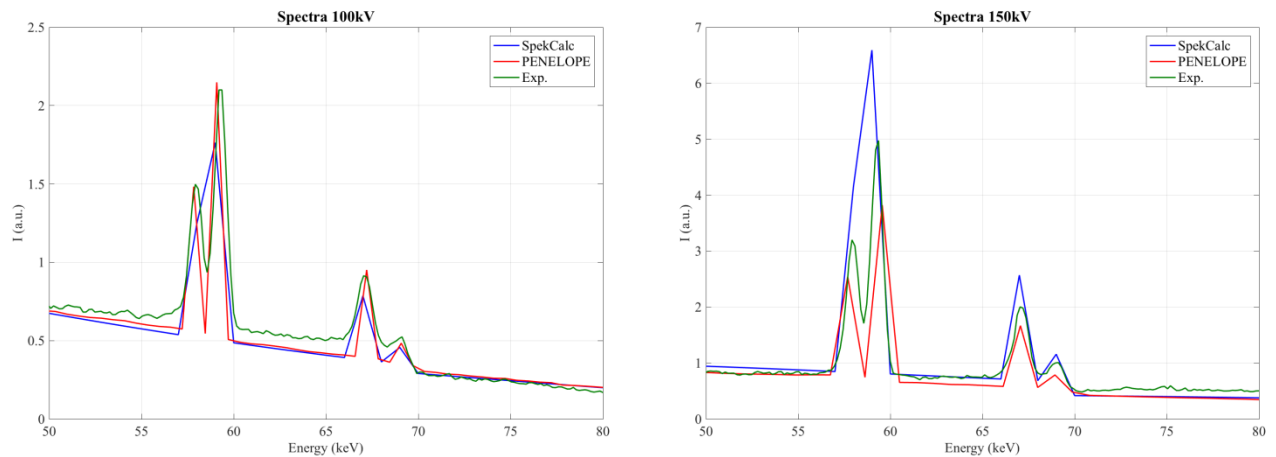 Spectra 100kV
SpekCalc
PENELOPE
Exp.
I (a.u.)
2.5
2
1.5
1
0.5
0
50 55 60 65 70 75 80
Energy (keV)
Spectra 150kV
SpekCalc
PENELOPE
Exp.
I (a.u.)
7
6
5
4
3
2
1
0
50 55 60 65 70 75 80
Energy (keV)